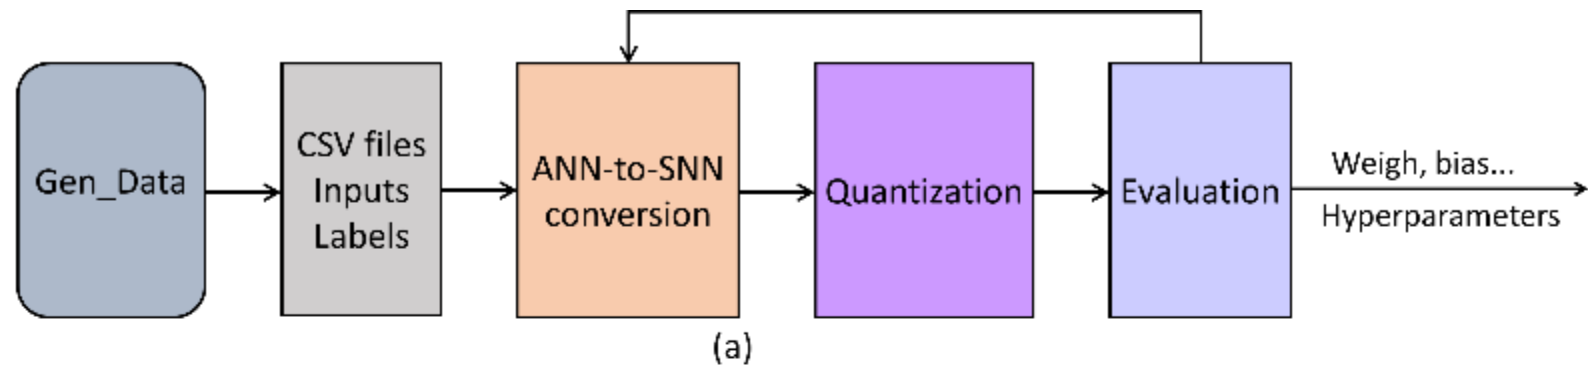 Gen_Data
CSV files
Inputs
Labels
ANN-to-SNN
conversion
Quantization
Evaluation
Weigh, bias...
Hyperparameters
(a)